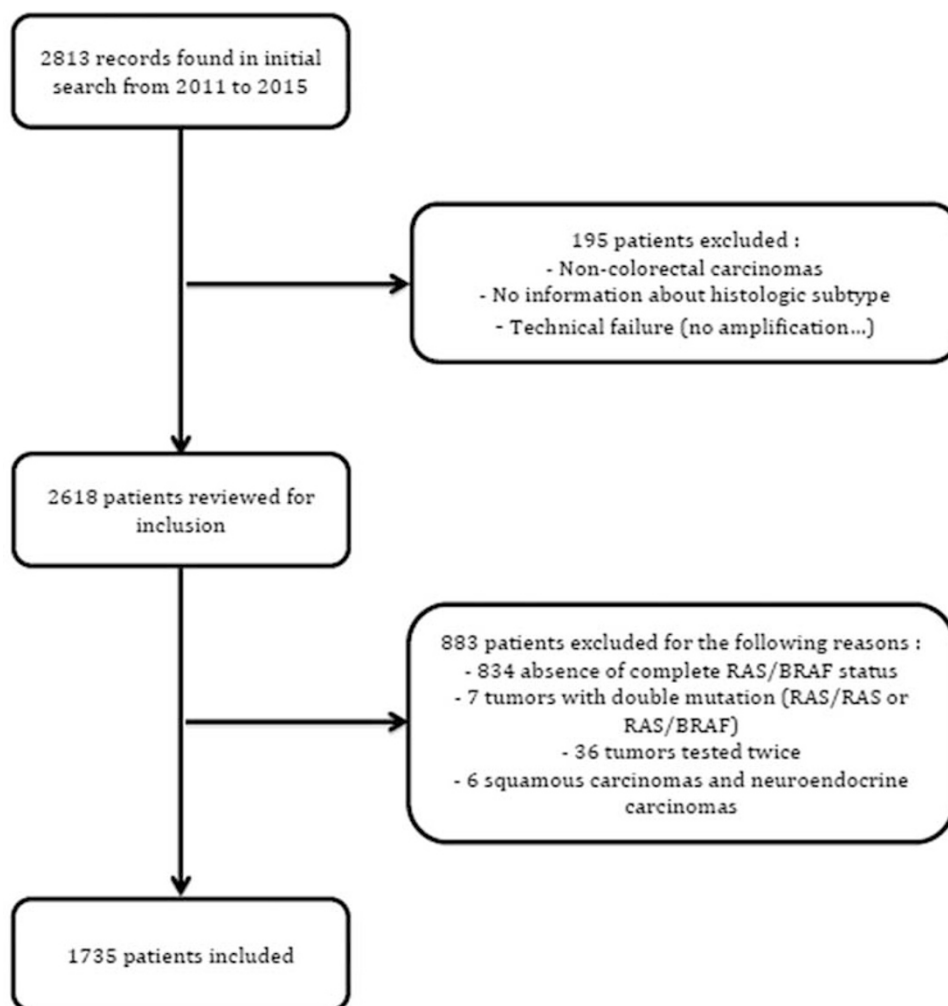 2813 records found in initial
search from 2011 to 2015
195 patients excluded :
- Non-colorectal carcinomas
- No information about histologic subtype
- Technical failure (no amplification...)
2618 patients reviewed for
inclusion
883 patients excluded for the following reasons :
- 834 absence of complete RAS/BRAF status
- 7 tumors with double mutation (RAS/RAS or
RAS/BRAF)
- 36 tumors tested twice
- 6 squamous carcinomas and neuroendocrine
carcinomas
1735 patients included